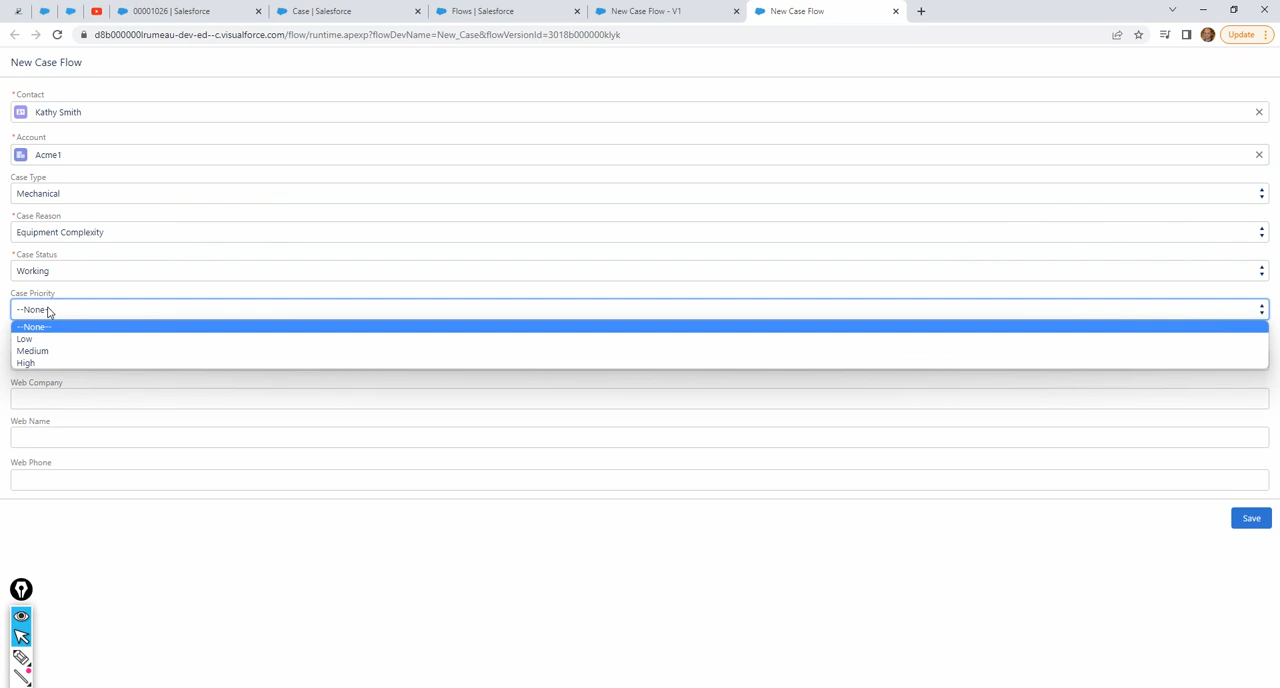 00001026 | Salesforce
Case | Salesforce
Flows | Salesforce
New Case Flow - V1
New Case Flow
d8b000000lrumeau-dev-ed--c.visualforce.com/flow/runtime.apexp?flowDevName=New_Case&flowVersionId=3018b000000klyk
Update
New Case Flow
*Contact
Kathy Smith
*Account
Acme1
Case Type
Mechanical
*Case Reason
Equipment Complexity
*Case Status
Working
Case Priority
--None--
--None--
Low
Medium
High
Web Company
Web Name
Web Phone
Save